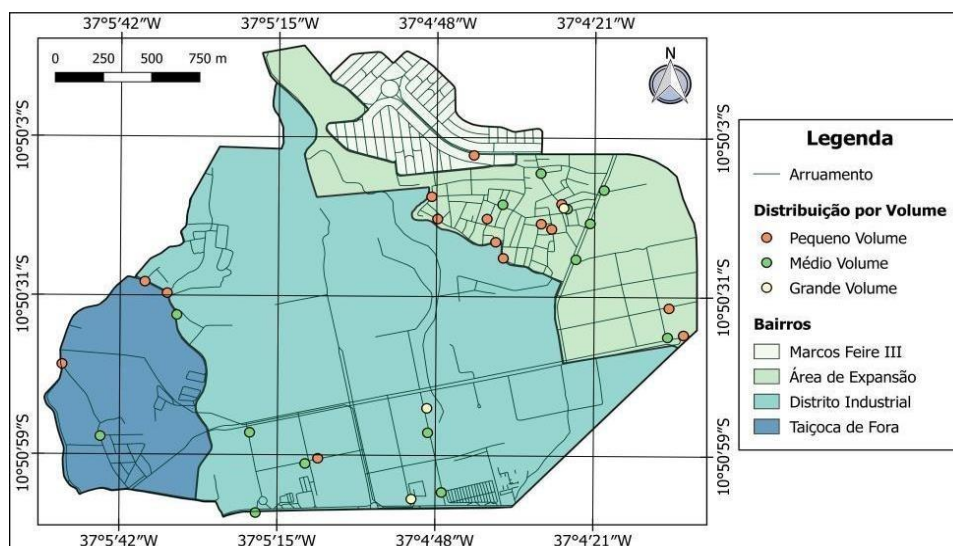 37°5'42"W 37°5'15"W 37°4'48"W 37°4'21"W
0 250 500 750 m
N
10°50'3"S 10°50'3"S
10°50'31"S 10°50'31"S
10°50'59"S 10°50'59"S
37°5'42"W 37°5'15"W 37°4'48"W 37°4'21"W
Legenda
Arruamento
Distribuição por Volume
Pequeno Volume
Médio Volume
Grande Volume
Bairros
Marcos Feire III
Área de Expansão
Distrito Industrial
Taiçoca de Fora